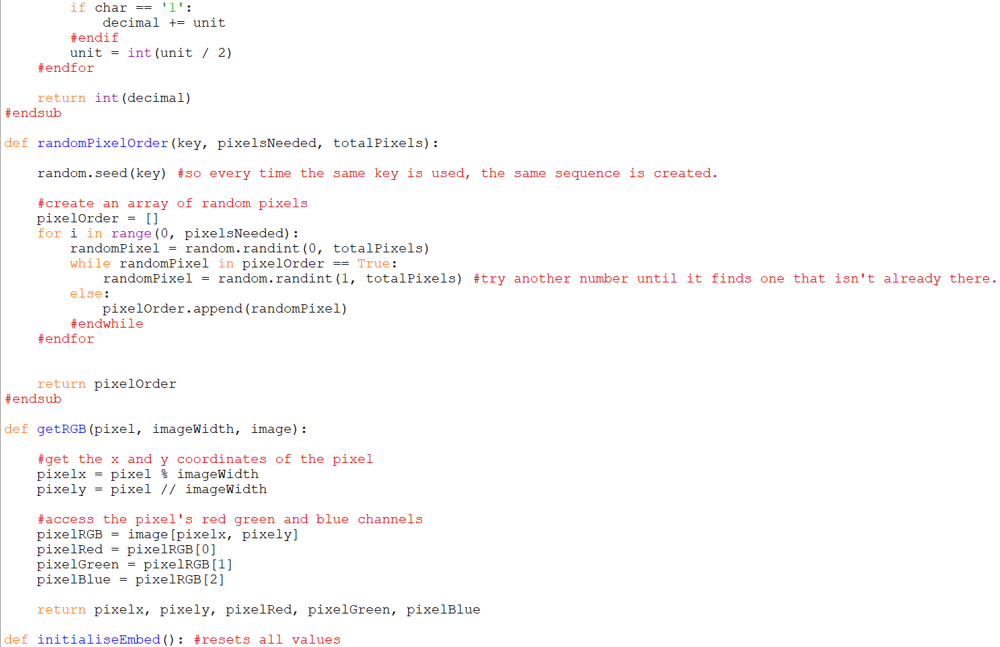 if char == '1':
            decimal += unit
        #endif
        unit = int(unit / 2)
    #endfor

    return int(decimal)
#endsub

def randomPixelOrder(key, pixelsNeeded, totalPixels):

    random.seed(key) #so every time the same key is used, the same sequence is created.

    #create an array of random pixels
    pixelOrder = []
    for i in range(0, pixelsNeeded):
        randomPixel = random.randint(0, totalPixels)
        while randomPixel in pixelOrder == True:
            randomPixel = random.randint(1, totalPixels) #try another number until it finds one that isn't already there.
        else:
            pixelOrder.append(randomPixel)
        #endwhile
    #endfor


    return pixelOrder
#endsub

def getRGB(pixel, imageWidth, image):

    #get the x and y coordinates of the pixel
    pixelx = pixel % imageWidth
    pixely = pixel // imageWidth

    #access the pixel's red green and blue channels
    pixelRGB = image[pixelx, pixely]
    pixelRed = pixelRGB[0]
    pixelGreen = pixelRGB[1]
    pixelBlue = pixelRGB[2]

    return pixelx, pixely, pixelRed, pixelGreen, pixelBlue

def initialiseEmbed(): #resets all values